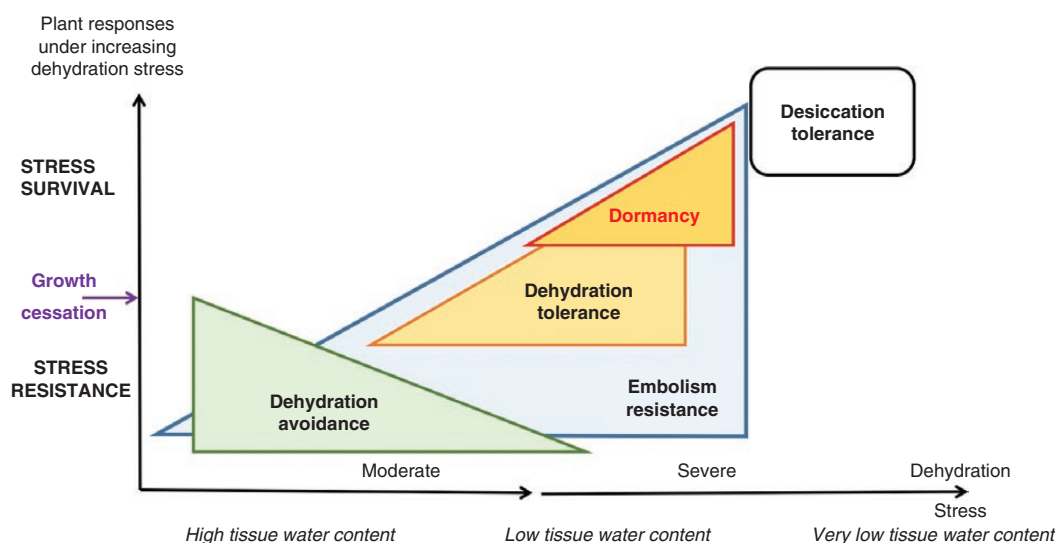 Plant responses
under increasing
dehydration stress
Desiccation
tolerance
STRESS
SURVIVAL
Dormancy
Growth
cessation
Dehydration
tolerance
STRESS
RESISTANCE
Embolism
resistance
Dehydration
avoidance
Moderate
Severe
Dehydration
Stress
High tissue water content
Low tissue water content
Very low tissue water content